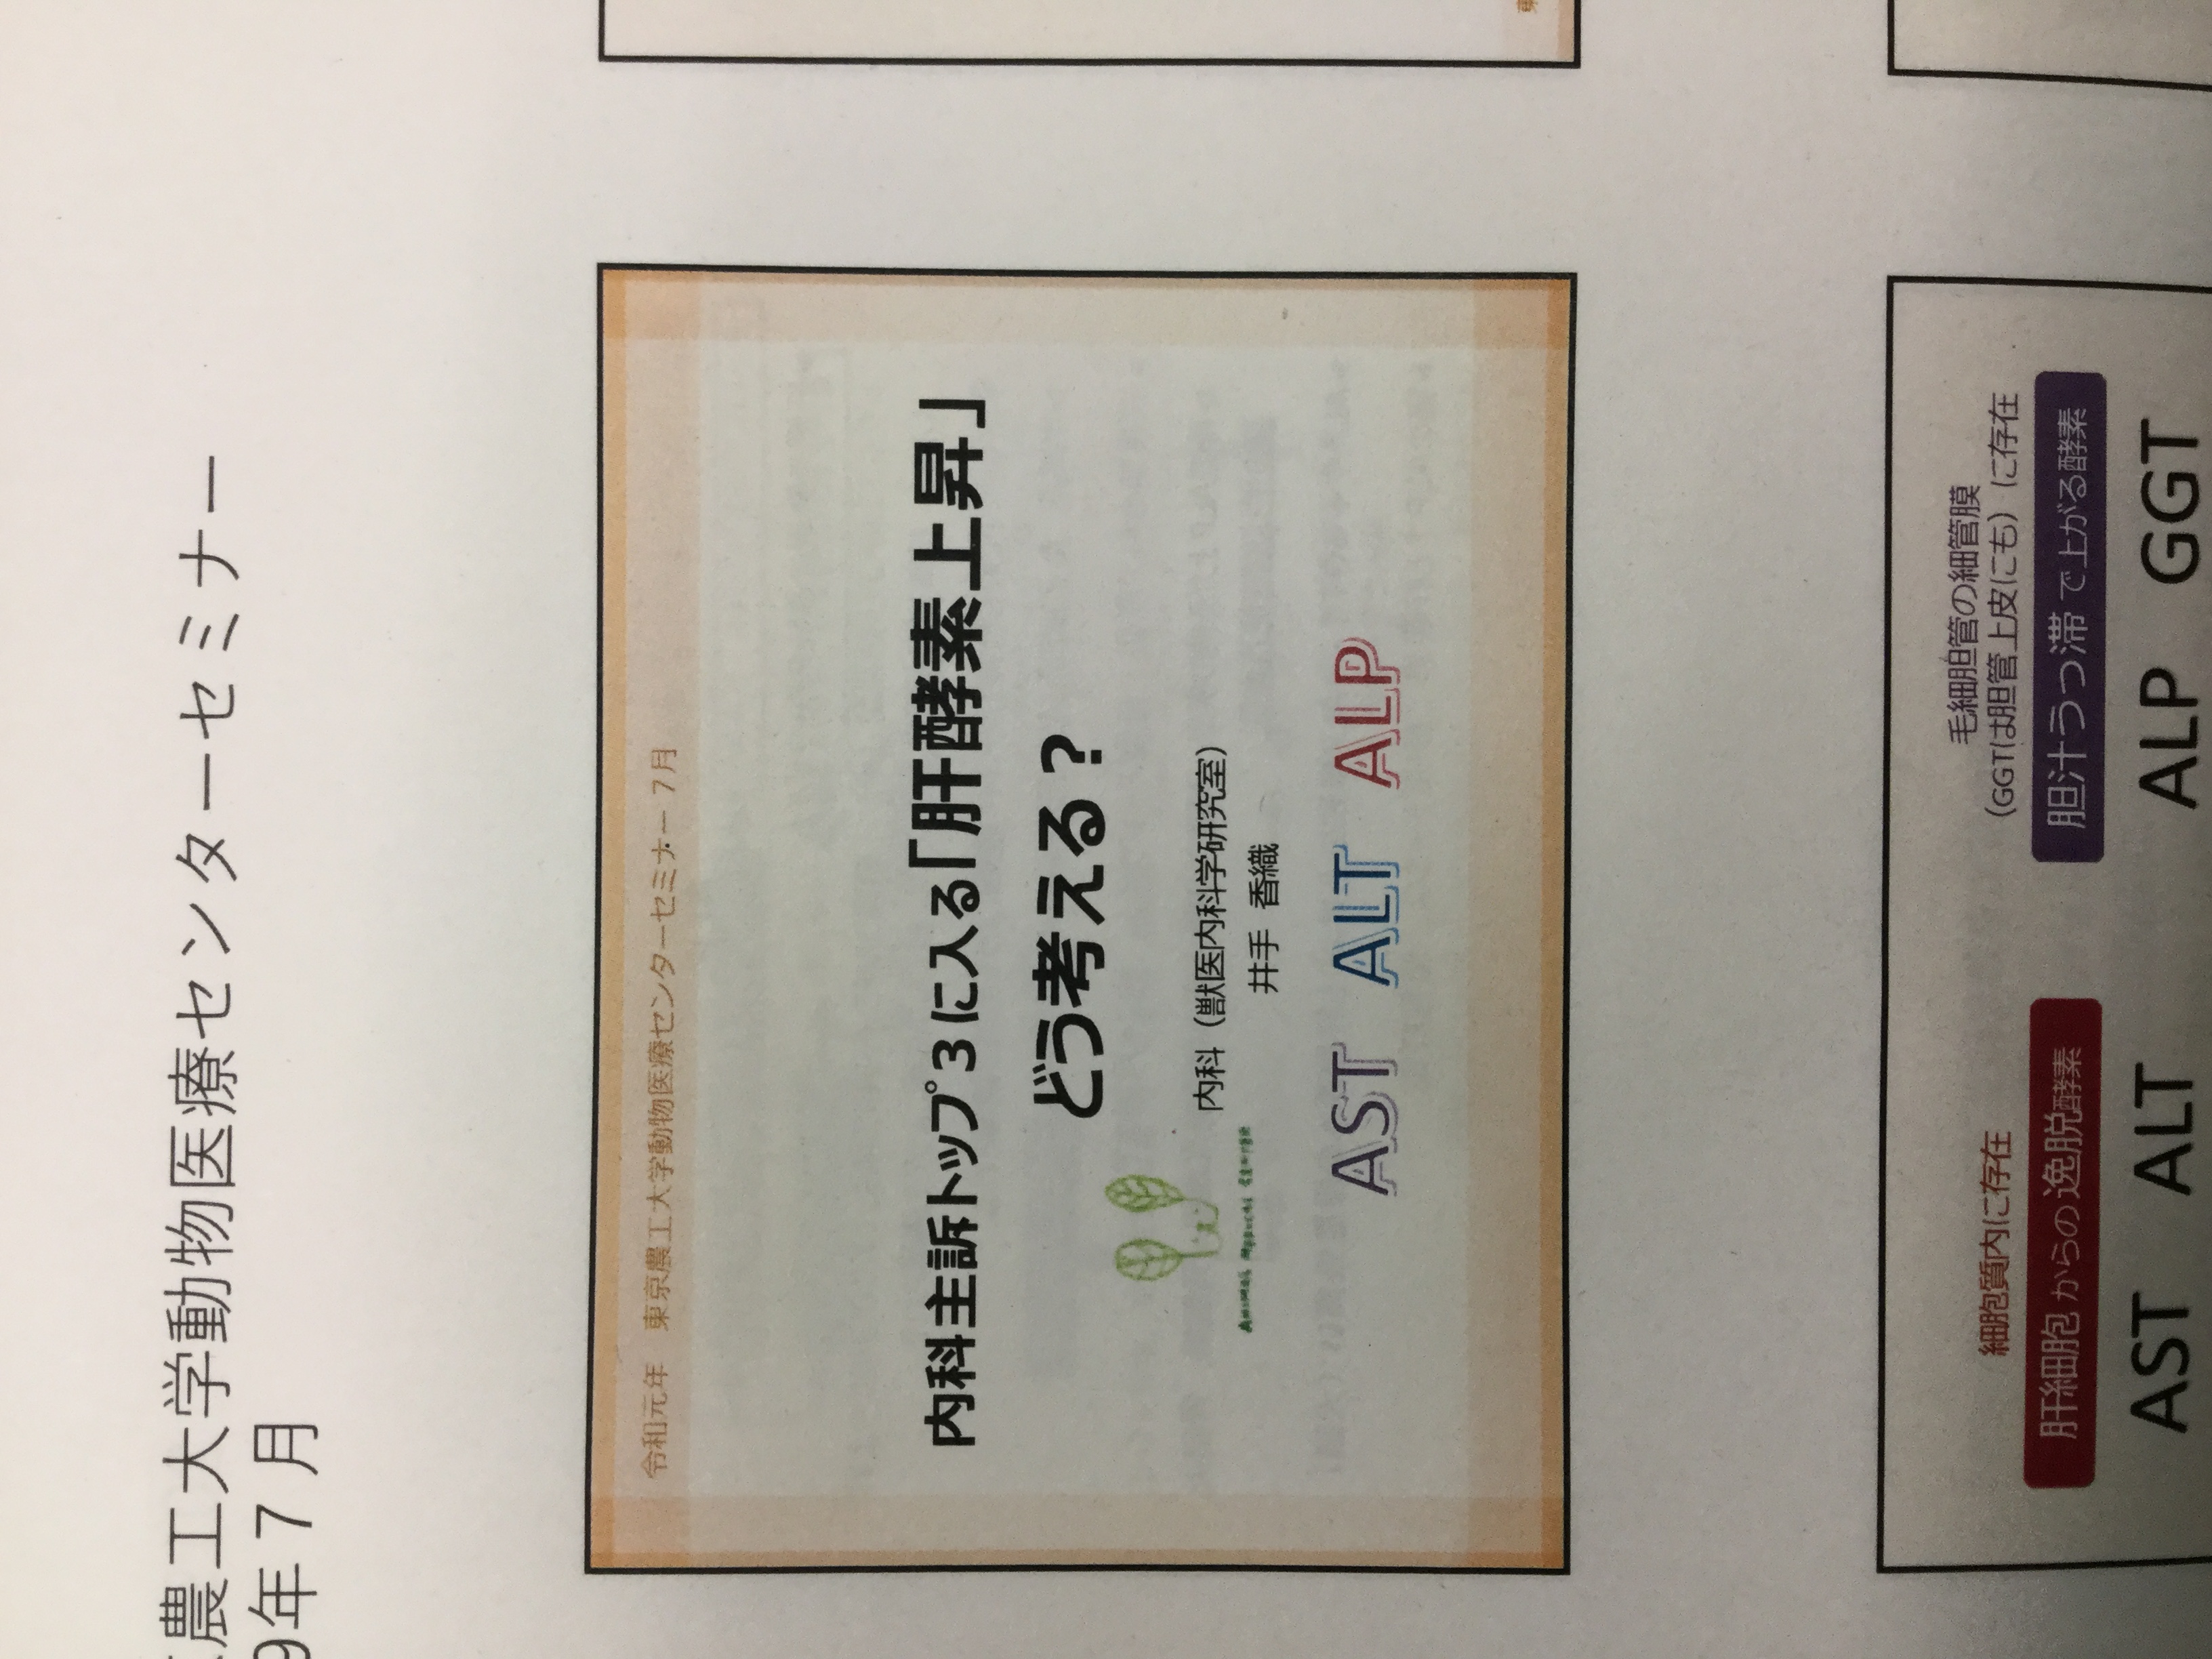 農工大学動物医療センターセミナー
9年7月
令和元年 東京農工大学動物医療センターセミナー 7月
内科主訴トップ3に入る「肝酵素上昇」
どう考える?
内科(獣医内科学研究室)
井手 香織
Animal Medical Center
AST ALT ALP
細胞質内に存在
肝細胞からの逸脱酵素
AST ALT
毛細胆管の細管膜
(GGTは胆管上皮にも)に存在
胆汁うっ滞で上がる酵素
ALP GGT